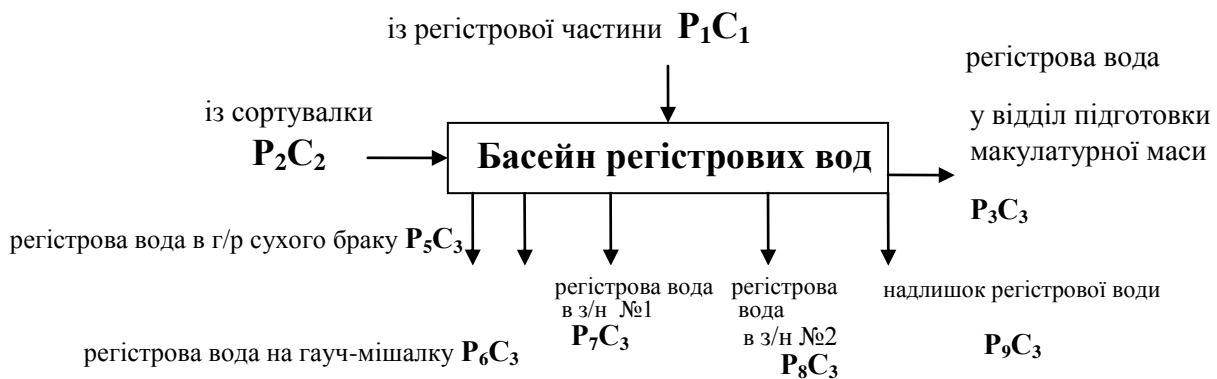 із регістрової частини P₁C₁
регістрова вода
у відділ підготовки
макулатурної маси
P₃C₃
із сортувалки
P₂C₂
Басейн регістрових вод
регістрова вода в г/р сухого браку P₅C₃
регістрова вода
в з/н №1
P₇C₃
регістрова
вода
в з/н №2
P₈C₃
надлишок регістрової води
P₉C₃
регістрова вода на гауч-мішалку P₆C₃